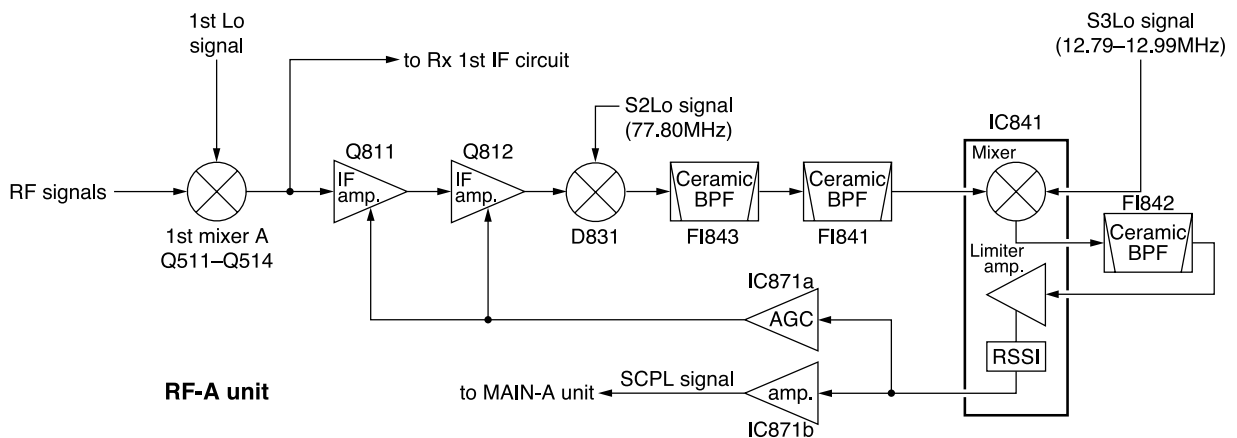 1st Lo
signal
to Rx 1st IF circuit
S3Lo signal
(12.79–12.99MHz)
S2Lo signal
(77.80MHz)
IC841
Q811
Q812
Mixer
RF signals
IF
amp.
IF
amp.
Ceramic
BPF
Ceramic
BPF
FI842
Ceramic
BPF
1st mixer A
Q511–Q514
D831
FI843
FI841
Limiter
amp.
IC871a
AGC
RSSI
RF-A unit
to MAIN-A unit
SCPL signal
amp.
IC871b